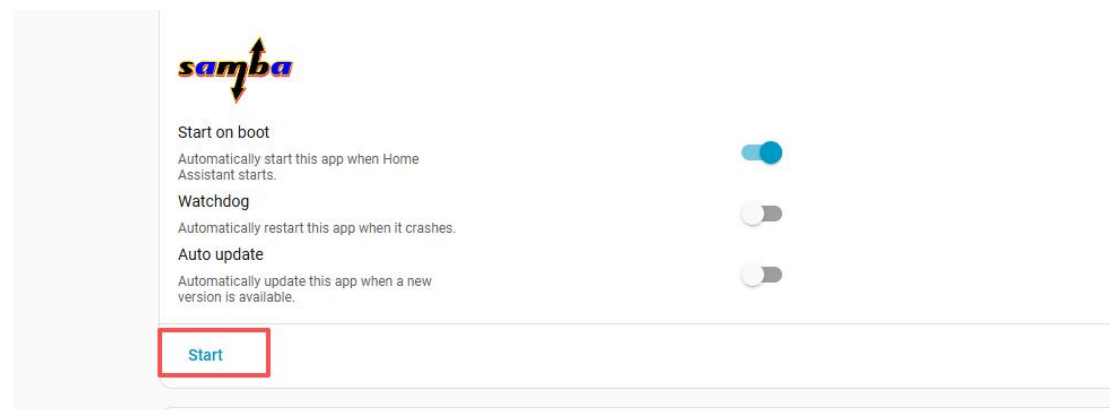 samba
Start on boot
Automatically start this app when Home
Assistant starts.
Watchdog
Automatically restart this app when it crashes.
Auto update
Automatically update this app when a new
version is available.
Start